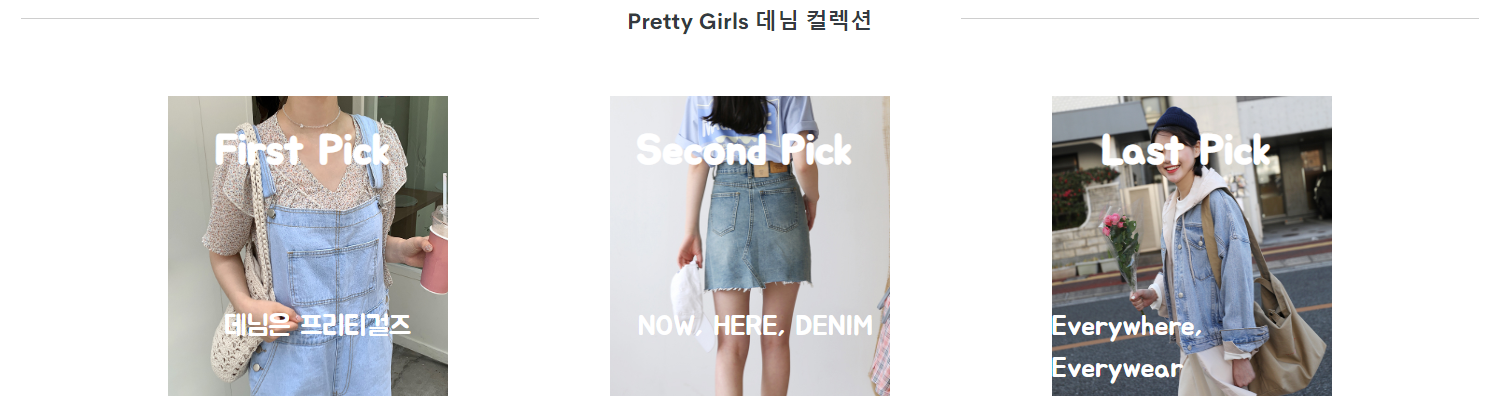 Pretty Girls 데님 컬렉션
First Pick
데님은 프리티걸즈
Second Pick
NOW, HERE, DENIM
Last Pick
Everywhere,
Everywear